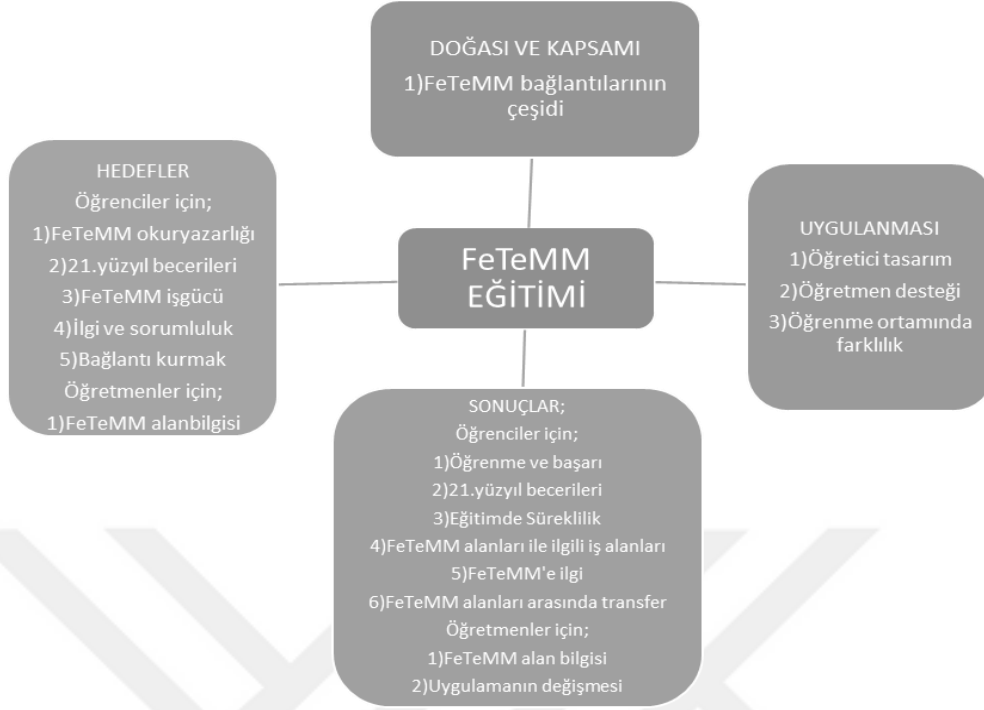 DOĞASI VE KAPSAMI
1)FeTeMM bağlantılarının
çeşidi
HEDEFLER
Öğrenciler için;
1)FeTeMM okuryazarlığı
2)21.yüzyıl becerileri
3)FeTeMM işgücü
4)İlgi ve sorumluluk
5)Bağlantı kurmak
Öğretmenler için;
1)FeTeMM alanbilgisi
FeTeMM
EĞİTİMİ
UYGULANMASI
1)Öğretici tasarım
2)Öğretmen desteği
3)Öğrenme ortamında
farklılık
SONUÇLAR;
Öğrenciler için;
1)Öğrenme ve başarı
2)21.yüzyıl becerileri
3)Eğitimde Süreklilik
4)FeTeMM alanları ile ilgili iş alanları
5)FeTeMM'e ilgi
6)FeTeMM alanları arasında transfer
Öğretmenler için;
1)FeTeMM alan bilgisi
2)Uygulamanın değişmesi